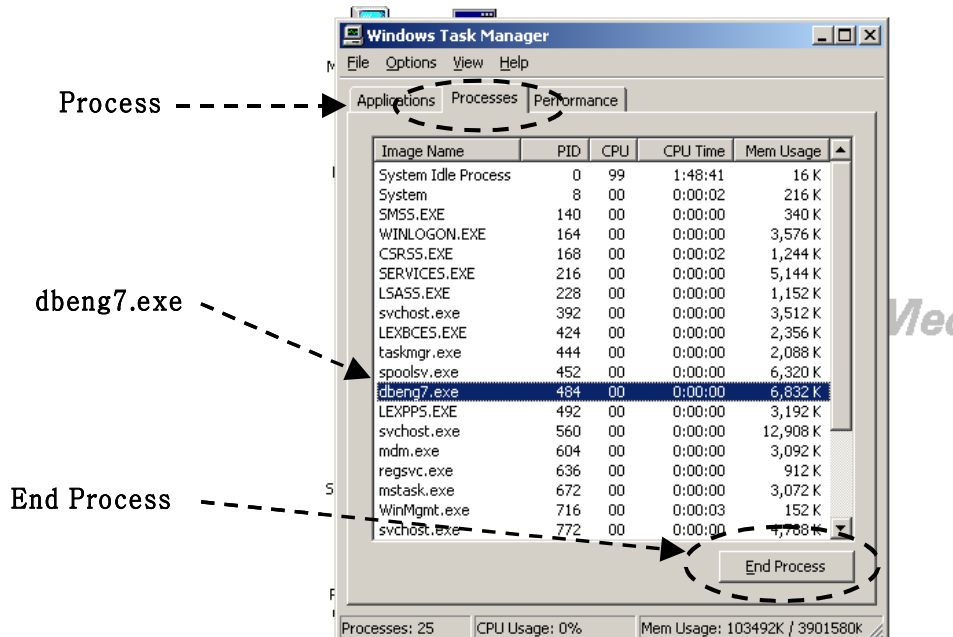 Windows Task Manager
File Options View Help
Process
Applications Processes Performance
Image Name PID CPU CPU Time Mem Usage
System Idle Process 0 99 1:48:41 16 K
System 8 00 0:00:02 216 K
SMSS.EXE 140 00 0:00:00 340 K
WINLOGON.EXE 164 00 0:00:00 3,576 K
CSRSS.EXE 168 00 0:00:02 1,244 K
SERVICES.EXE 216 00 0:00:00 5,144 K
LSASS.EXE 228 00 0:00:00 1,152 K
dbeng7.exe
svchost.exe 392 00 0:00:00 3,512 K
LEXBCES.EXE 424 00 0:00:00 2,356 K
taskmgr.exe 444 00 0:00:00 2,088 K
spoolsv.exe 452 00 0:00:00 6,320 K
dbeng7.exe 484 00 0:00:00 6,832 K
LEXPPS.EXE 492 00 0:00:00 3,192 K
svchost.exe 560 00 0:00:00 12,908 K
mdm.exe 604 00 0:00:00 3,092 K
regsvc.exe 636 00 0:00:00 912 K
End Process
mstask.exe 672 00 0:00:00 3,072 K
WinMgmt.exe 716 00 0:00:03 152 K
svchost.exe 772 00 0:00:00 4,788 K
End Process
Processes: 25 CPU Usage: 0% Mem Usage: 103492K / 3901580K